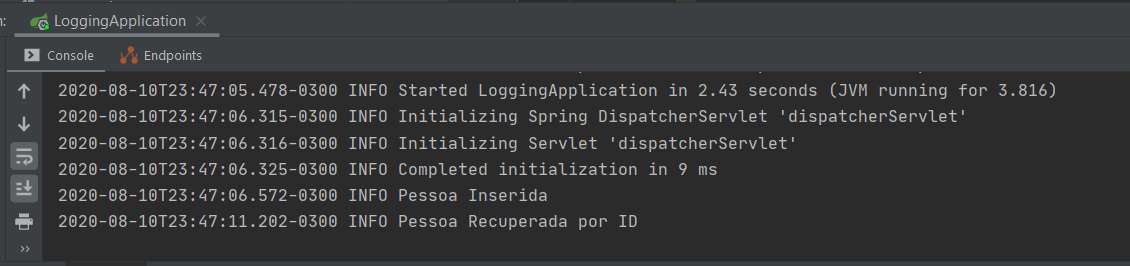 n:
LoggingApplication
Console
Endpoints
2020-08-10T23:47:05.478-0300 INFO Started LoggingApplication in 2.43 seconds (JVM running for 3.816)
2020-08-10T23:47:06.315-0300 INFO Initializing Spring DispatcherServlet 'dispatcherServlet'
2020-08-10T23:47:06.316-0300 INFO Initializing Servlet 'dispatcherServlet'
2020-08-10T23:47:06.325-0300 INFO Completed initialization in 9 ms
2020-08-10T23:47:06.572-0300 INFO Pessoa Inserida
2020-08-10T23:47:11.202-0300 INFO Pessoa Recuperada por ID